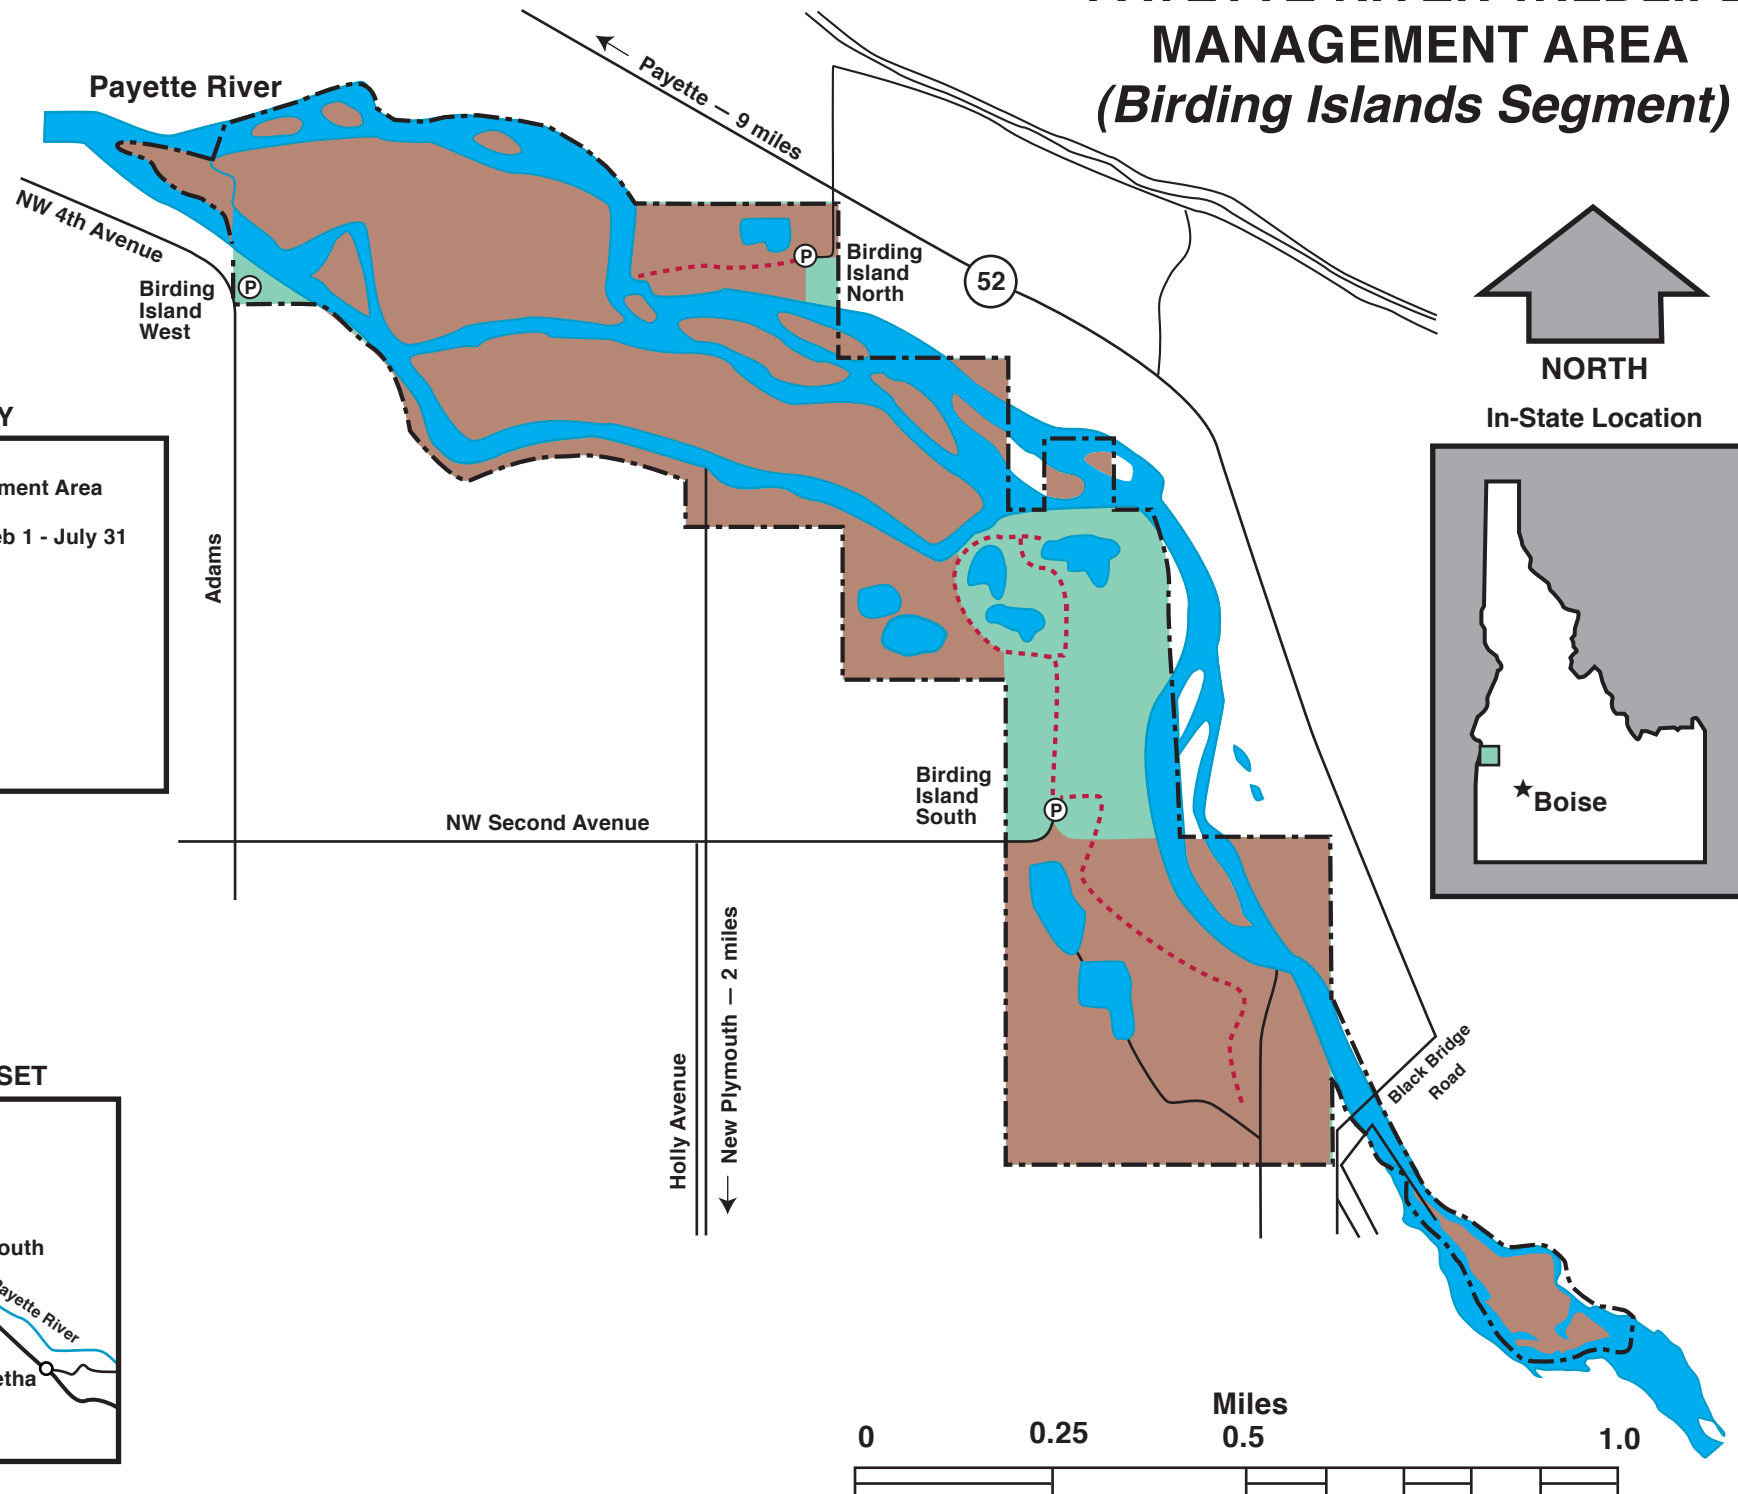 MANAGEMENT AREA
(Birding Islands Segment)
Payette River
Payette — 9 miles
NW 4th Avenue
Birding
Island
West
P
P
Birding
Island
North
52
NORTH
In-State Location
Boise
Y
ment Area
eb 1 - July 31
Adams
Birding
Island
South
P
NW Second Avenue
Holly Avenue
New Plymouth — 2 miles
Black Bridge
Road
SET
outh
Payette River
etha
Miles
0 0.25 0.5 1.0